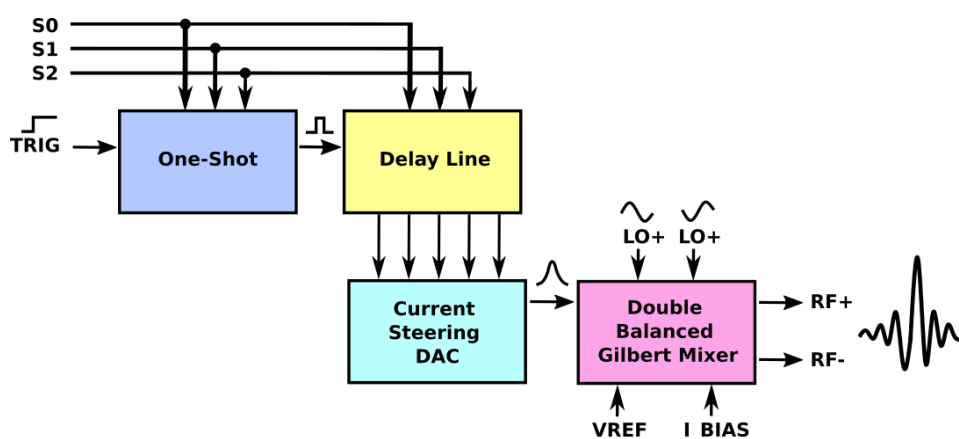 S0
S1
S2
TRIG
One-Shot
Delay Line
LO+
LO+
Current
Steering
DAC
Double
Balanced
Gilbert Mixer
RF+
RF-
VREF
I BIAS